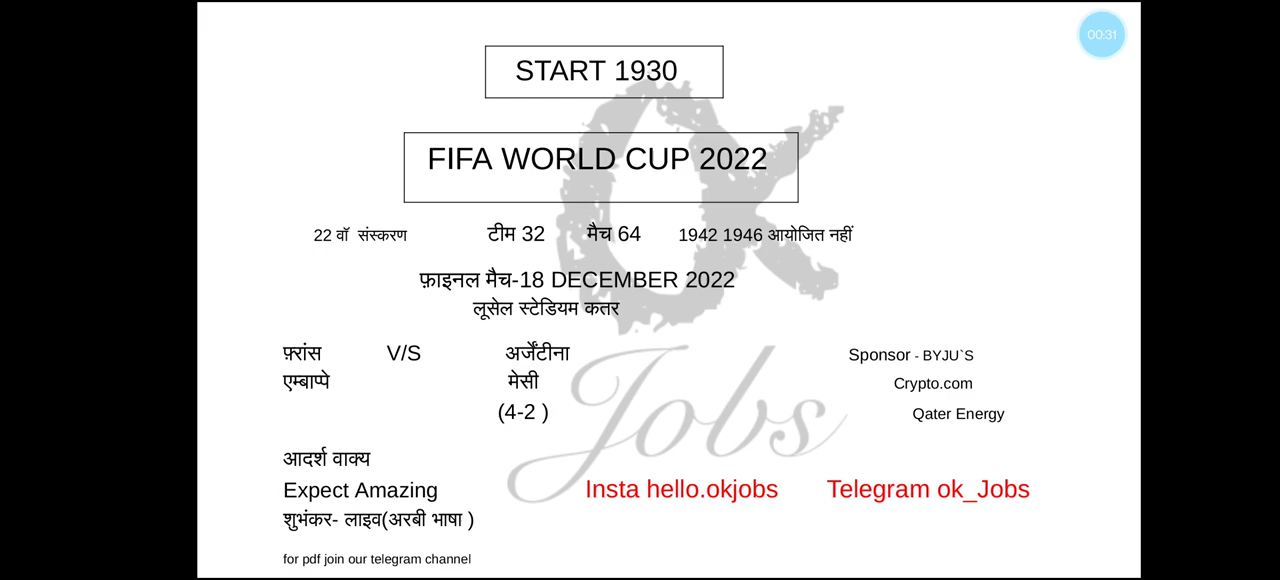 00:31
START 1930
FIFA WORLD CUP 2022
22 वॉ संस्करण टीम 32 मैच 64 1942 1946 आयोजित नहीं
फ़ाइनल मैच-18 DECEMBER 2022
लूसेल स्टेडियम कतर
फ़्रांस V/S अर्जेंटीना Sponsor - BYJU`S
एम्बाप्पे मेसी Crypto.com
(4-2 ) Qater Energy
आदर्श वाक्य
Expect Amazing Insta hello.okjobs Telegram ok_Jobs
शुभंकर- लाइव(अरबी भाषा )
for pdf join our telegram channel
Ok
Jobs